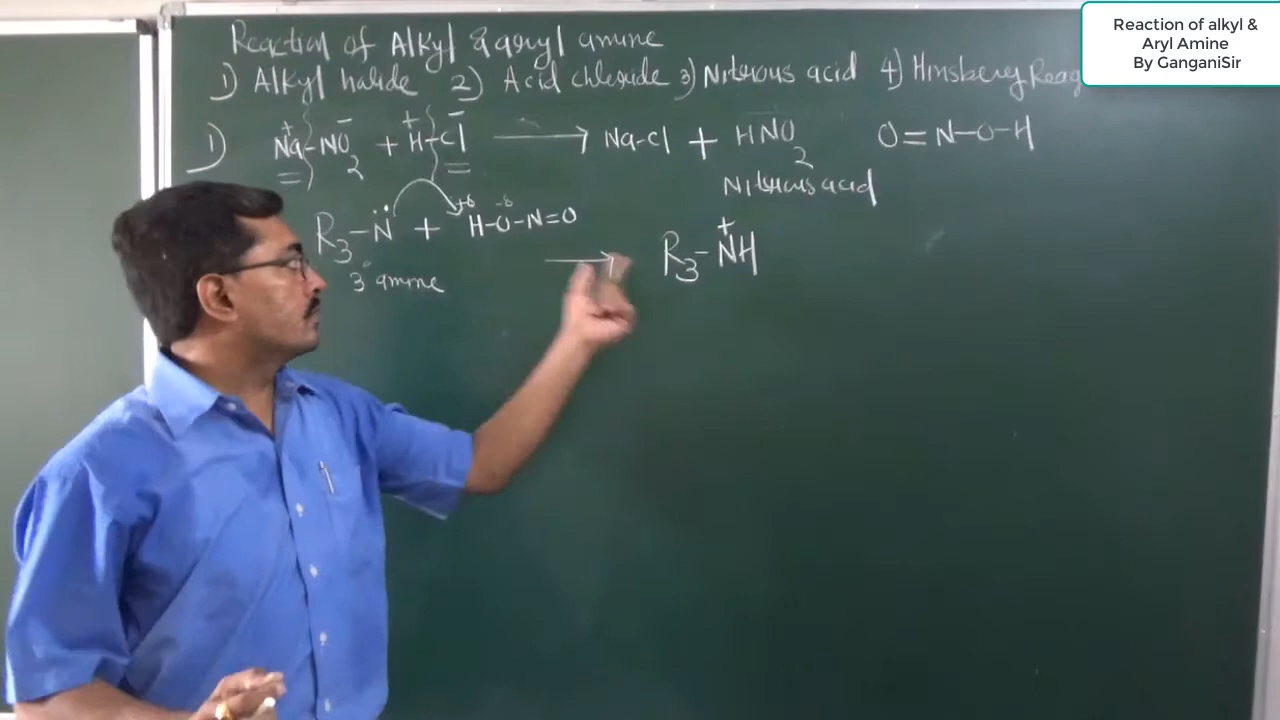 Reaction of Alkyl & aryl amine
1) Alkyl halide 2) Acid chloride 3) Nitrous acid 4) Hinsberg Reag
Reaction of alkyl &
Aryl Amine
By GanganiSir
1) Na⁺-NO₂⁻ + H⁺-Cl⁻ → Na-Cl + HNO₂ O=N-O-H
Nitrous acid
R₃-N̈ + H^{+δ}-O^{-δ}-N=O → R₃-N⁺H
3° amine